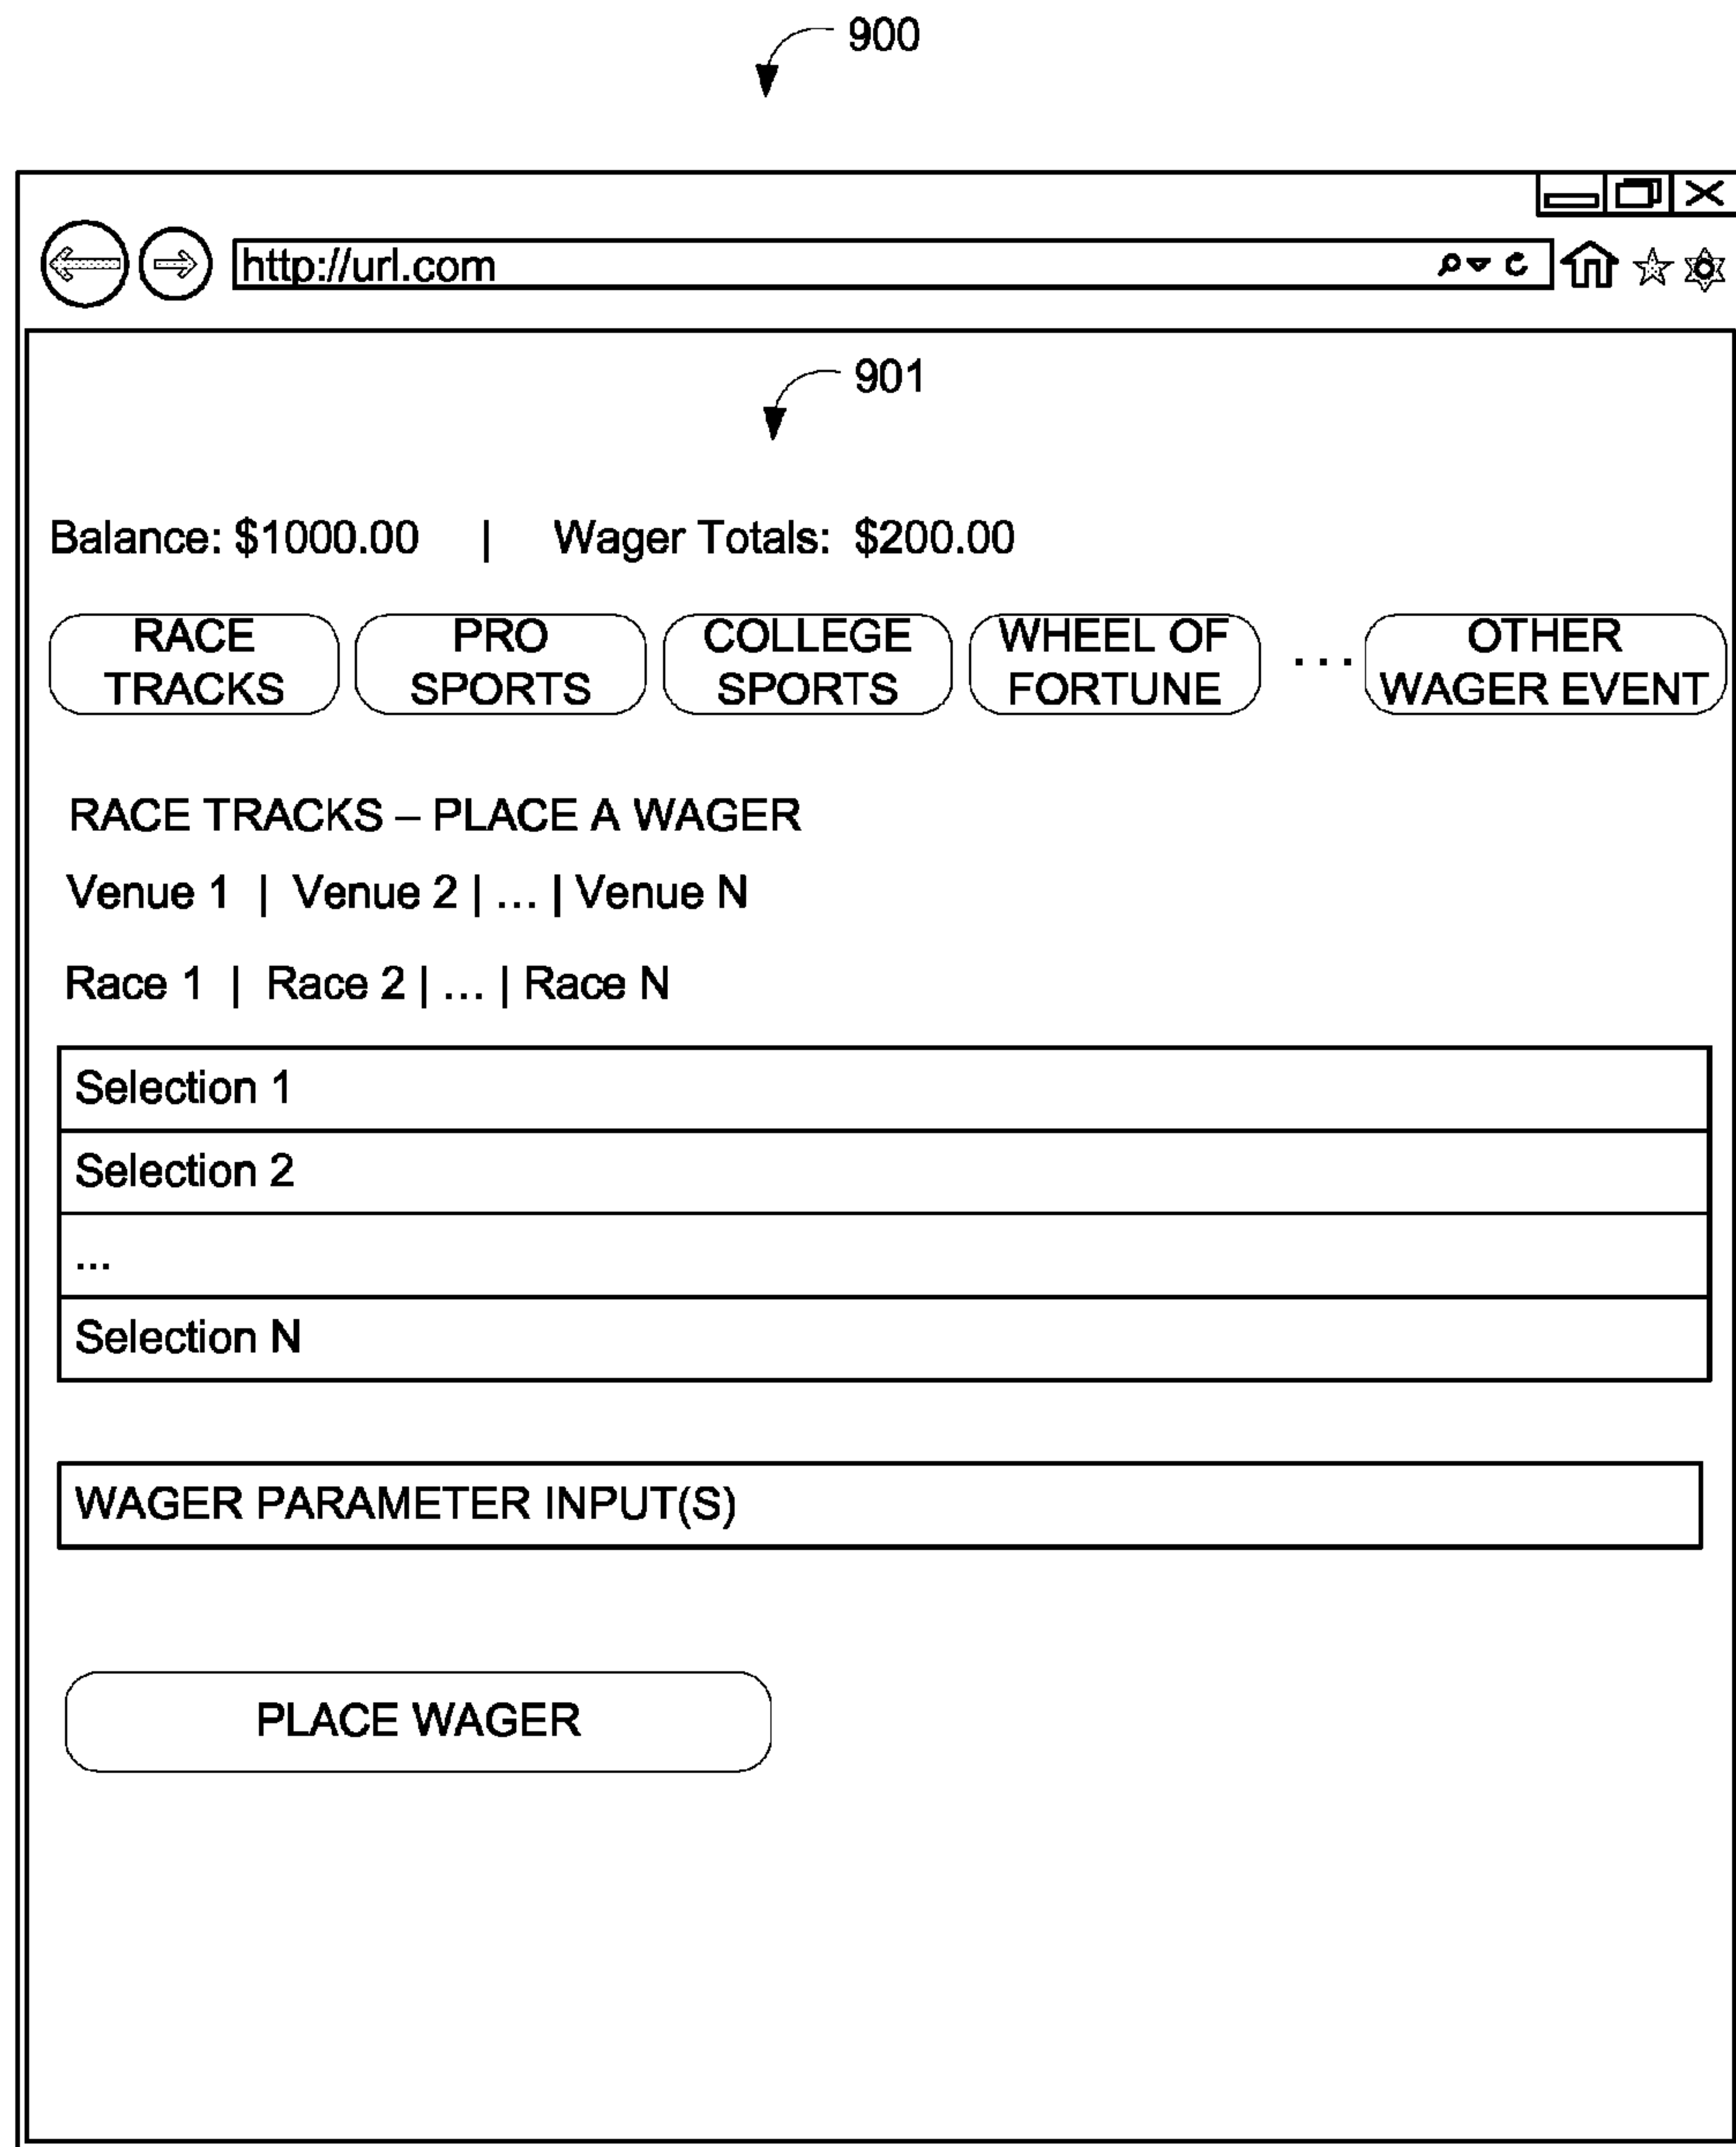 900
http://url.com
901
Balance: $1000.00 | Wager Totals: $200.00
RACE TRACKS
PRO SPORTS
COLLEGE SPORTS
WHEEL OF FORTUNE
...
OTHER WAGER EVENT
RACE TRACKS – PLACE A WAGER
Venue 1 | Venue 2 | ... | Venue N
Race 1 | Race 2 | ... | Race N
Selection 1
Selection 2
...
Selection N
WAGER PARAMETER INPUT(S)
PLACE WAGER